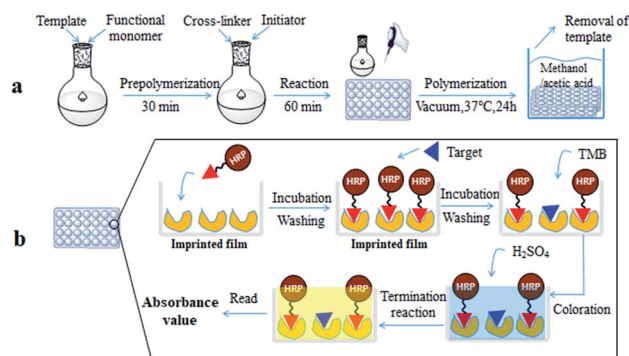 Template
Functional
monomer
Cross-linker
Initiator
Removal of
template
a
Prepolymerization
30 min
Reaction
60 min
Polymerization
Vacuum,37℃,24h
Methanol
/acetic acid
b
HRP
Imprinted film
Incubation
Washing
HRP
HRP
HRP
Target
Imprinted film
Incubation
Washing
TMB
HRP
HRP
Coloration
H₂SO₄
HRP
HRP
Termination
reaction
HRP
HRP
Read
Absorbance
value